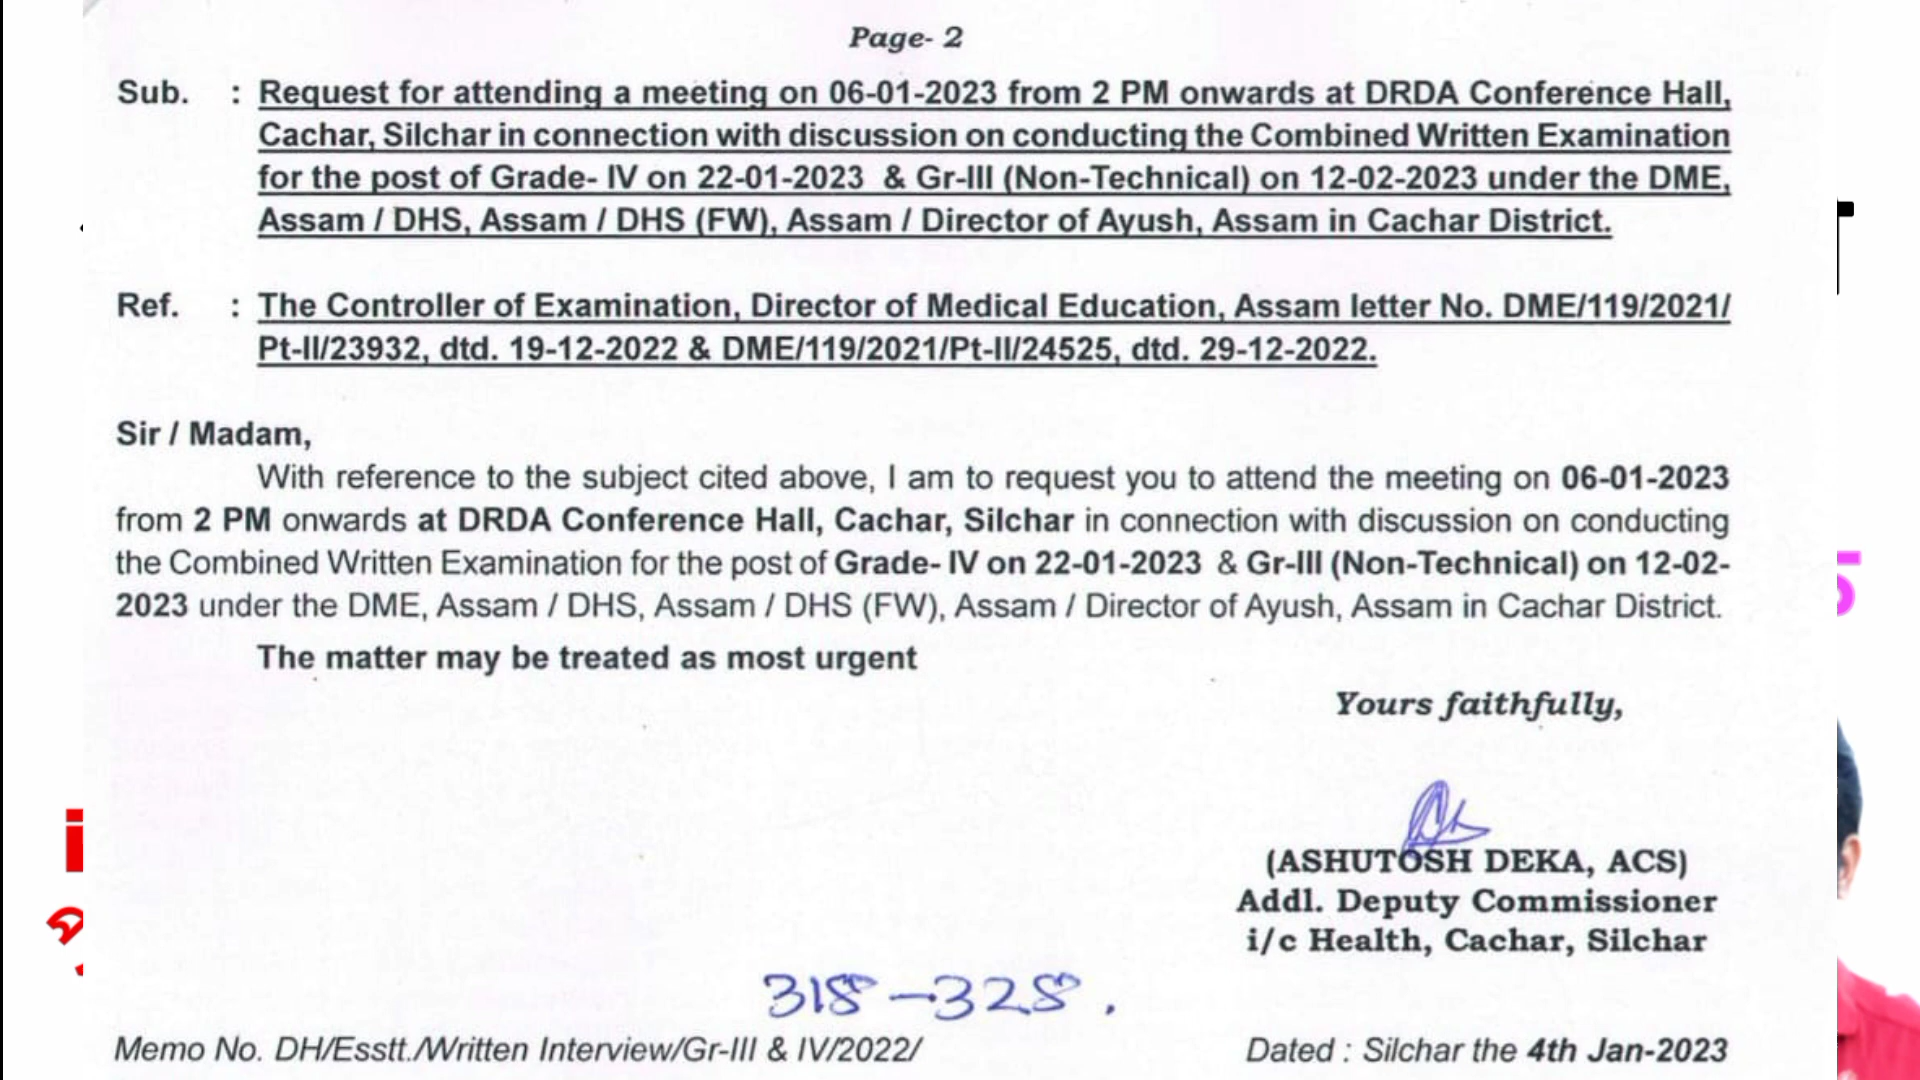 Page- 2
Sub. : Request for attending a meeting on 06-01-2023 from 2 PM onwards at DRDA Conference Hall,
Cachar, Silchar in connection with discussion on conducting the Combined Written Examination
for the post of Grade- IV on 22-01-2023 & Gr-III (Non-Technical) on 12-02-2023 under the DME,
Assam / DHS, Assam / DHS (FW), Assam / Director of Ayush, Assam in Cachar District.
Ref. : The Controller of Examination, Director of Medical Education, Assam letter No. DME/119/2021/
Pt-II/23932, dtd. 19-12-2022 & DME/119/2021/Pt-II/24525, dtd. 29-12-2022.
Sir / Madam,
With reference to the subject cited above, I am to request you to attend the meeting on 06-01-2023
from 2 PM onwards at DRDA Conference Hall, Cachar, Silchar in connection with discussion on conducting
the Combined Written Examination for the post of Grade- IV on 22-01-2023 & Gr-III (Non-Technical) on 12-02-
2023 under the DME, Assam / DHS, Assam / DHS (FW), Assam / Director of Ayush, Assam in Cachar District.
The matter may be treated as most urgent
Yours faithfully,
(ASHUTOSH DEKA, ACS)
Addl. Deputy Commissioner
i/c Health, Cachar, Silchar
318-328.
Memo No. DH/Esstt./Written Interview/Gr-III & IV/2022/
Dated : Silchar the 4th Jan-2023